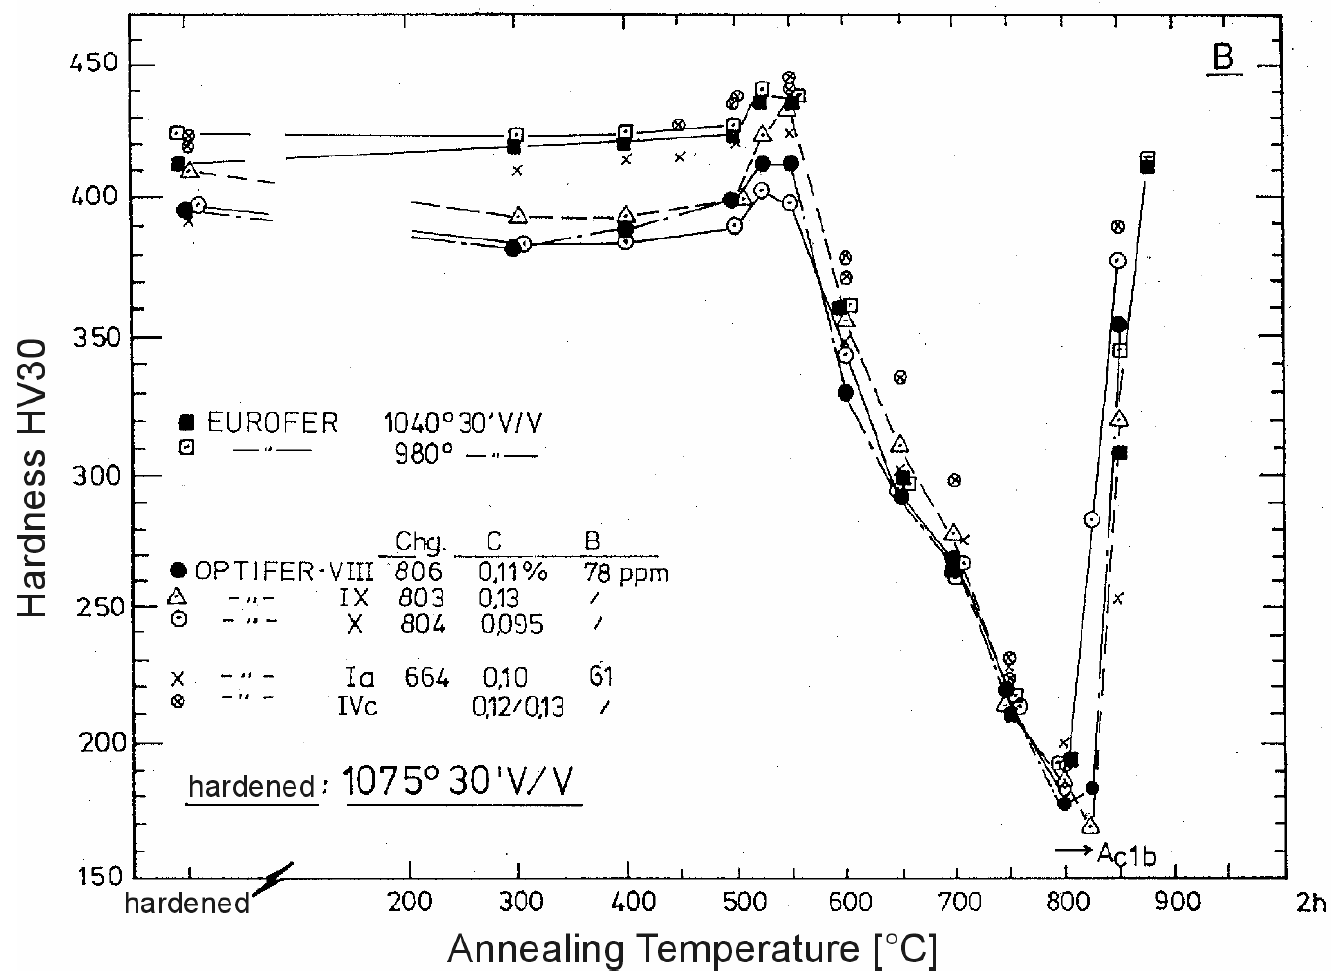 B
450
400
350
300
250
200
150
Hardness HV30
■ EUROFER 1040° 30' V/V
—"— 980° —"—
Chg. C B
● OPTIFER-VIII 806 0,11% 78 ppm
△ -"- IX 803 0,13 /
⊙ -"- X 804 0,095 /
× -"- Ia 664 0,10 61
⊗ -"- IVc 0,12/0,13 /
hardened: 1075° 30' V/V
→ Ac1b
hardened 200 300 400 500 600 700 800 900 2h
Annealing Temperature [°C]